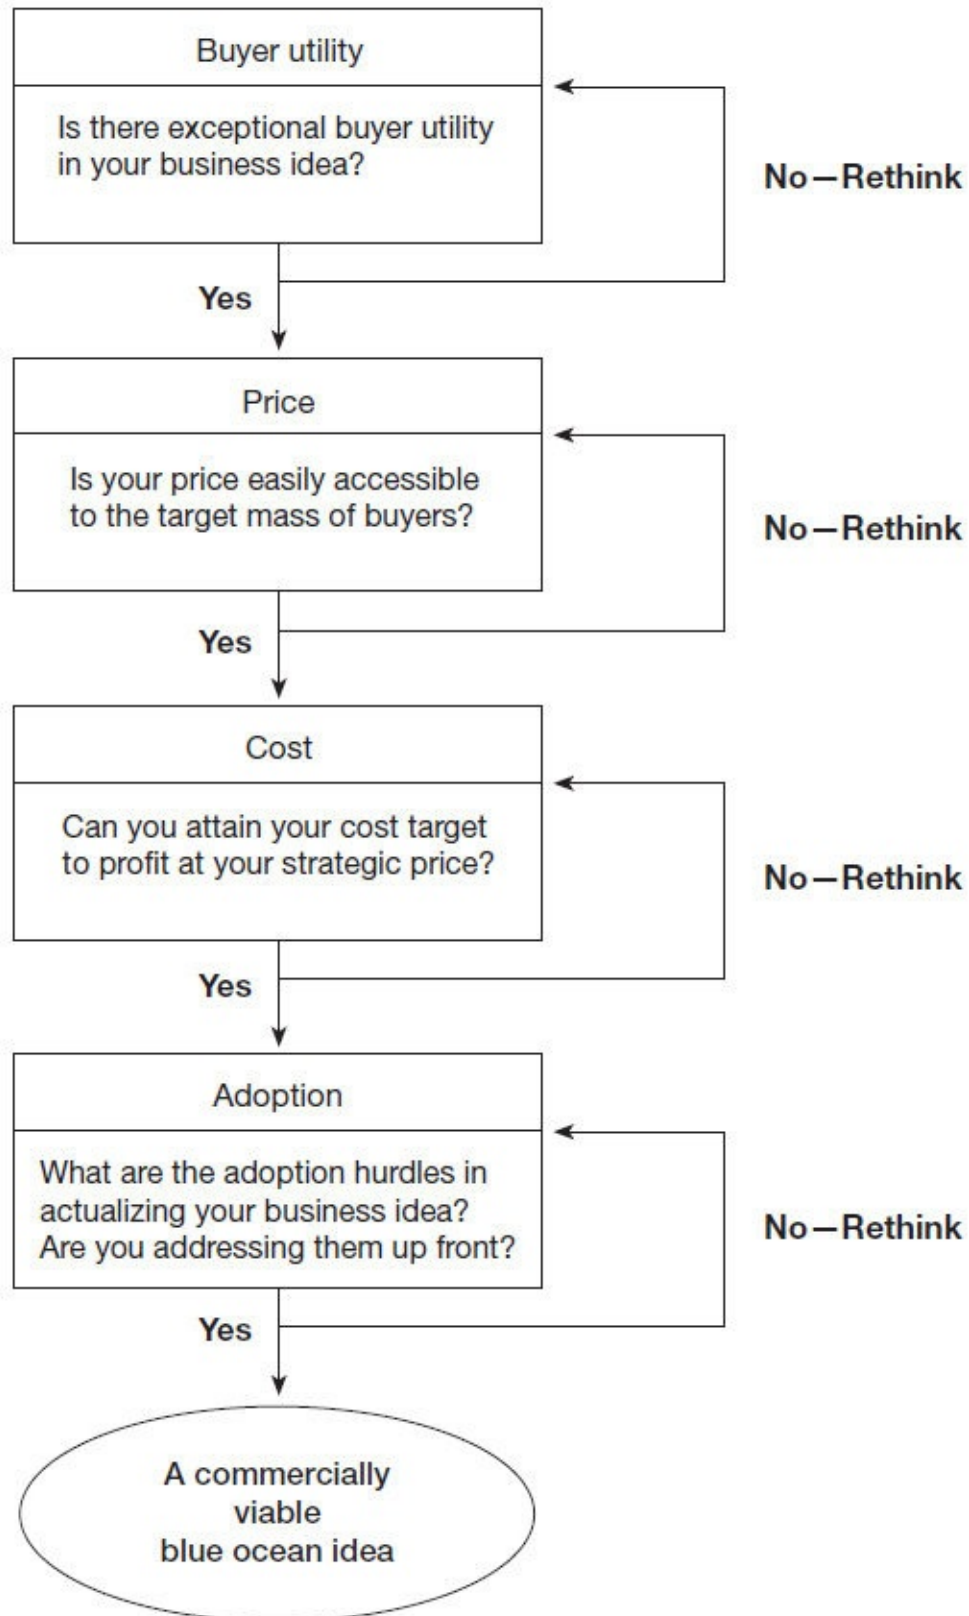 Buyer utility
Is there exceptional buyer utility
in your business idea?
No—Rethink
Yes
Price
Is your price easily accessible
to the target mass of buyers?
No—Rethink
Yes
Cost
Can you attain your cost target
to profit at your strategic price?
No—Rethink
Yes
Adoption
What are the adoption hurdles in
actualizing your business idea?
Are you addressing them up front?
No—Rethink
Yes
A commercially
viable
blue ocean idea